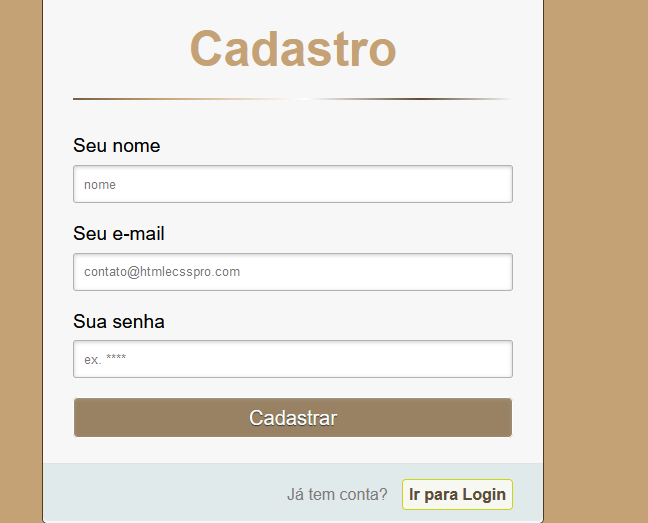 Cadastro
Seu nome
nome
Seu e-mail
contato@htmlecsspro.com
Sua senha
ex. ****
Cadastrar
Já tem conta? Ir para Login